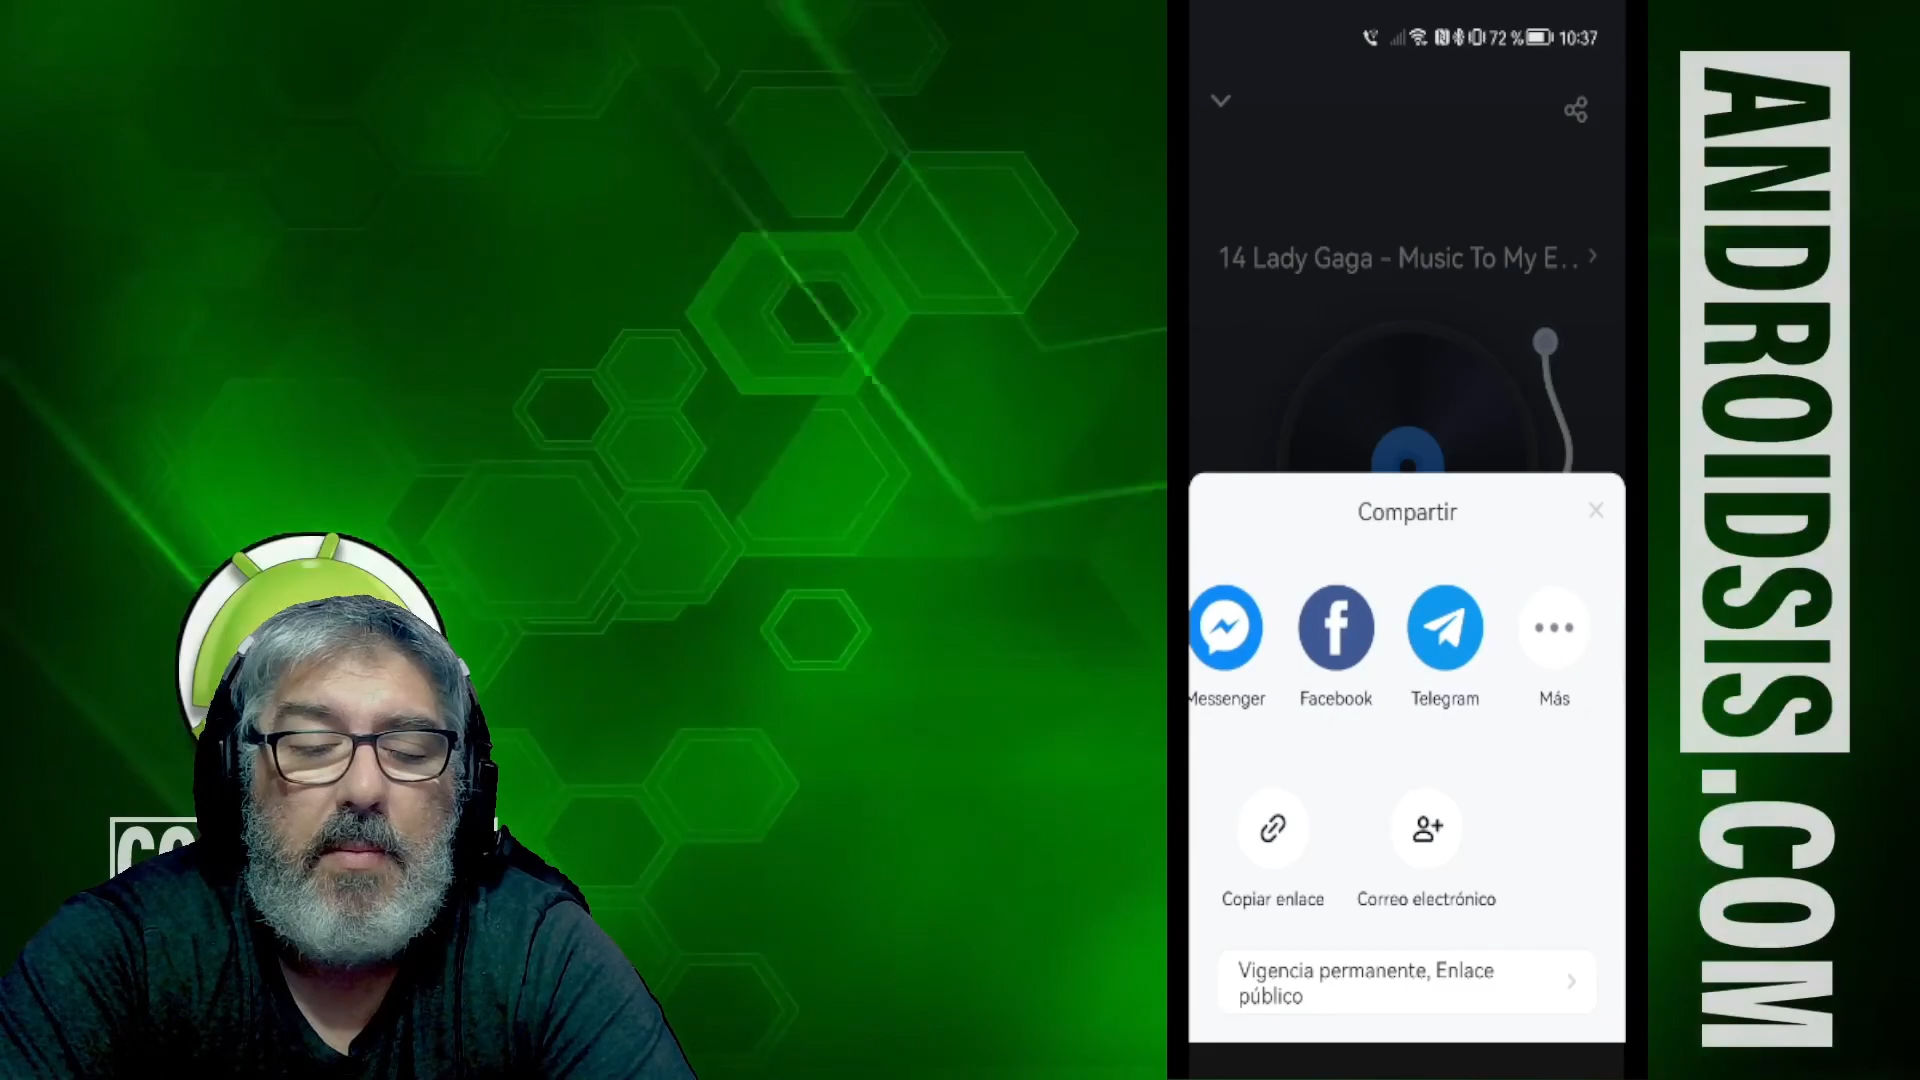 72 % 10:37
14 Lady Gaga - Music To My E..
Compartir
Messenger
Facebook
Telegram
Más
Copiar enlace
Correo electrónico
Vigencia permanente, Enlace
público
ANDROIDSIS.COM